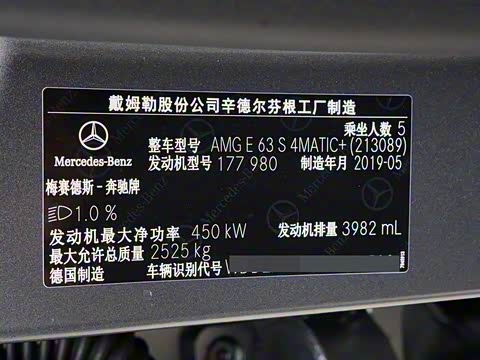 戴姆勒股份公司辛德尔芬根工厂制造
乘坐人数 5
整车型号 AMG E 63 S 4MATIC+ (213089)
Mercedes-Benz
发动机型号 177 980 制造年月 2019-05
梅赛德斯-奔驰牌
1.0 %
发动机最大净功率 450 kW 发动机排量 3982 mL
最大允许总质量 2525 kg
德国制造 车辆识别代号